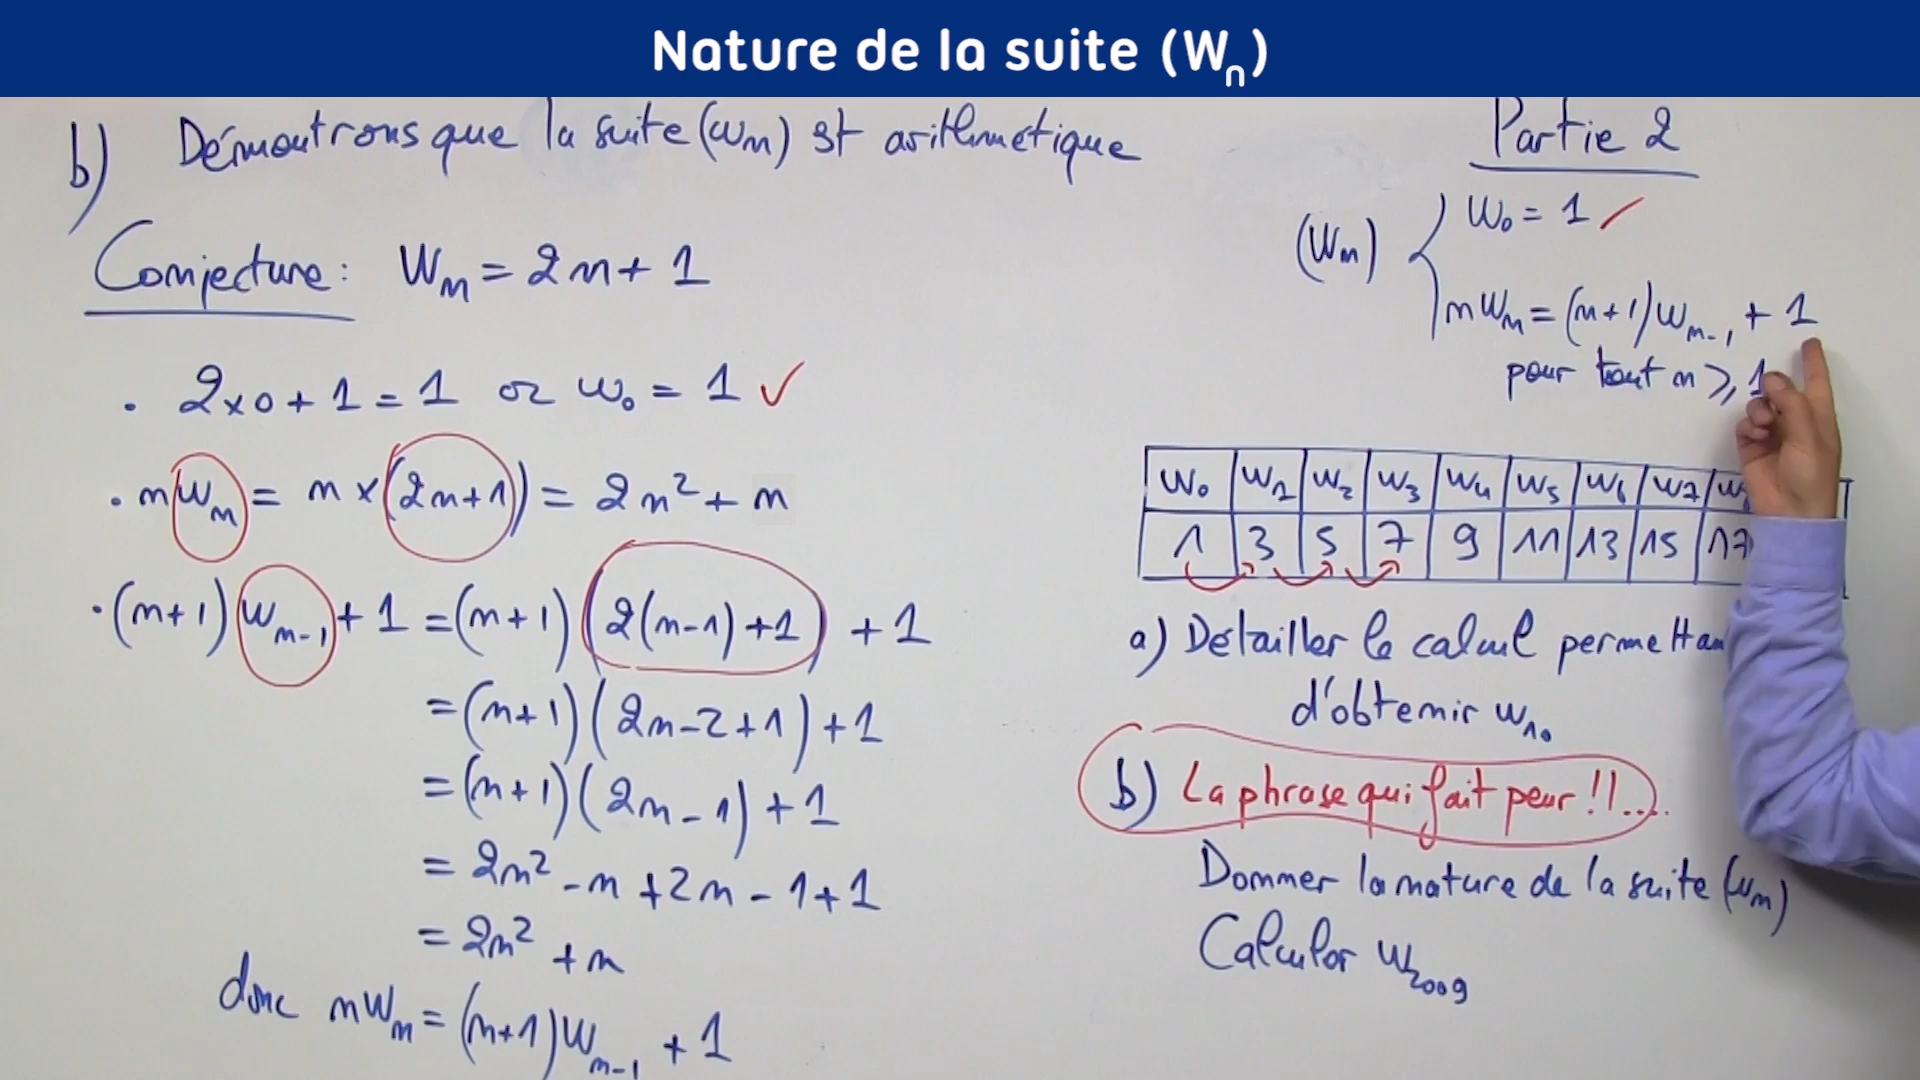 Nature de la suite (Wn)
b) Démontrons que la suite (wn) est arithmétique
Conjecture : Wn = 2n + 1
• 2×0 + 1 = 1 or w0 = 1 ✓
• nWn = n × (2n+1) = 2n² + n
• (n+1) wn-1 + 1 = (n+1) (2(n-1)+1) + 1
= (n+1) (2n-2+1) + 1
= (n+1) (2n-1) + 1
= 2n² - n + 2n - 1 + 1
= 2n² + n
donc nWn = (n+1)Wn-1 + 1
Partie 2
(Wn) { W0 = 1
nWn = (n+1)Wn-1 + 1
pour tout n ⩾ 1
W0 W1 W2 W3 W4 W5 W6 W7
1 3 5 7 9 11 13 15 17
a) Détailler le calcul
d'obtenir w10
b) La phrase qui fait peur !!....
Donner la nature de la suite (wn)
Calculer w2009